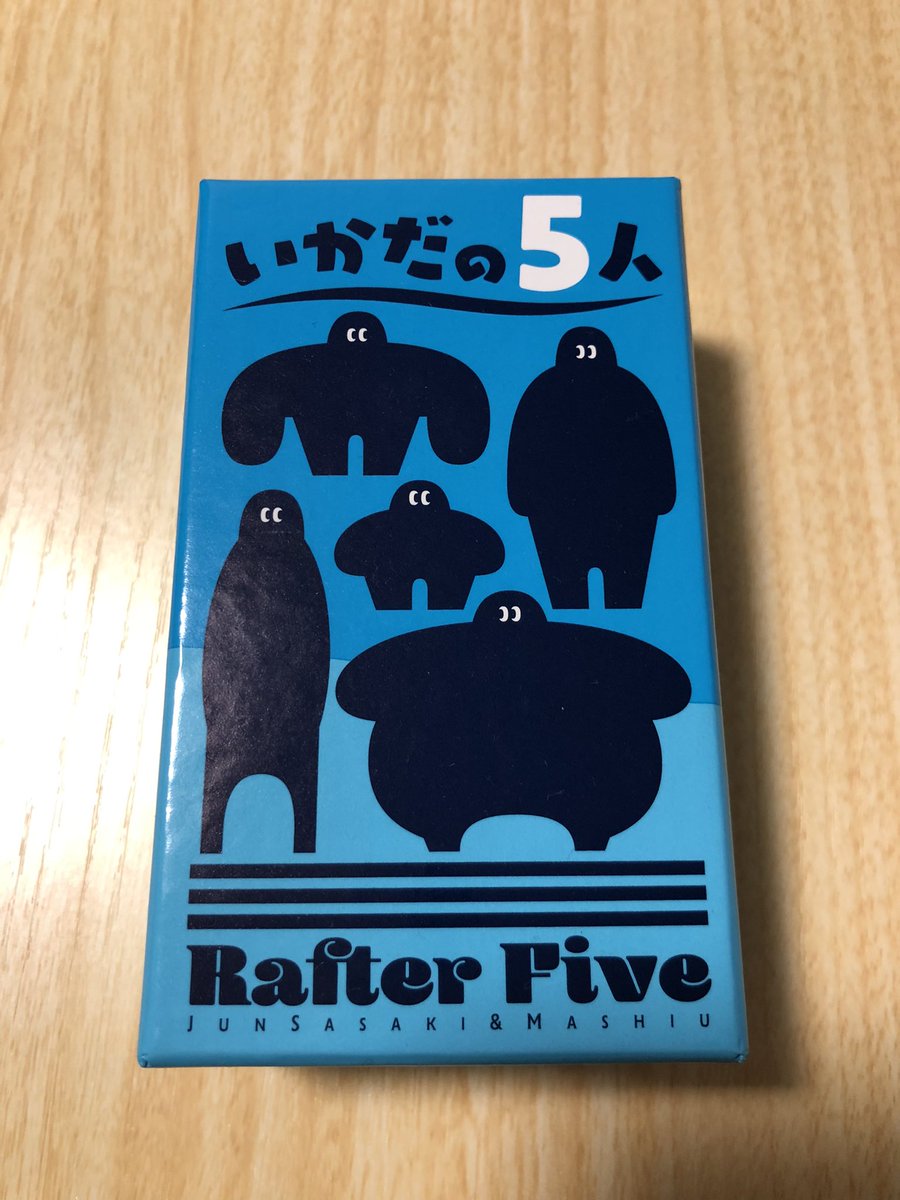 いかだの5人
Rafter Five
JunSasaki&Mashiu